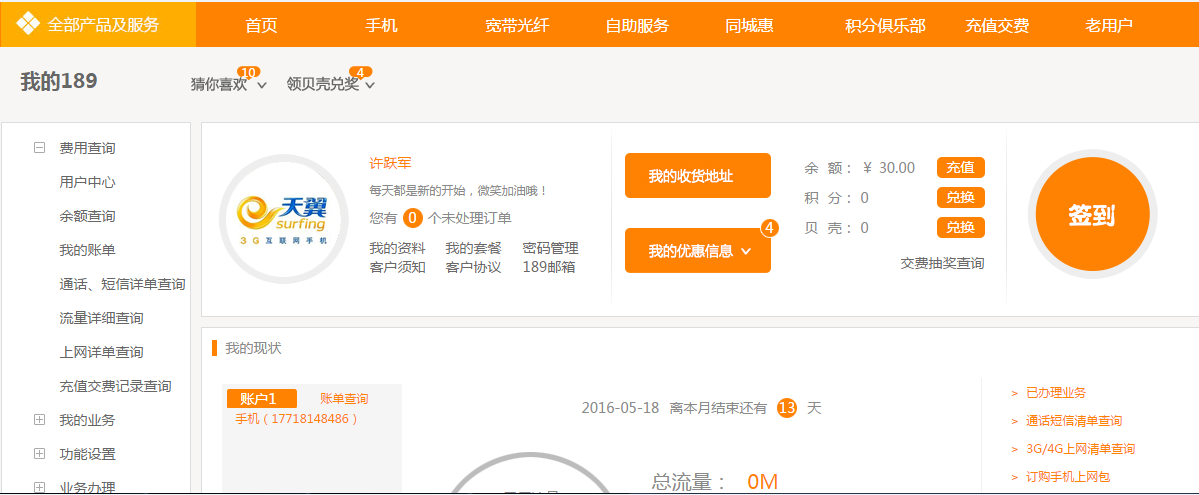 全部产品及服务 首页 手机 宽带光纤 自助服务 同城惠 积分俱乐部 充值交费 老用户
我的189 猜你喜欢 10 领贝壳兑奖 4
费用查询
用户中心
余额查询
我的账单
通话、短信详单查询
流量详细查询
上网详单查询
充值交费记录查询
我的业务
功能设置
业务办理
天翼
surfing
3G互联网手机
许跃军
每天都是新的开始，微笑加油哦！
您有 0 个未处理订单
我的资料 我的套餐 密码管理
客户须知 客户协议 189邮箱
我的收货地址
我的优惠信息 4
余 额： ¥ 30.00 充值
积 分： 0 兑换
贝 壳： 0 兑换
交费抽奖查询
签到
我的现状
账户1 账单查询
手机（17718148486）
2016-05-18 离本月结束还有 13 天
总流量： 0M
> 已办理业务
> 通话短信清单查询
> 3G/4G上网清单查询
> 订购手机上网包